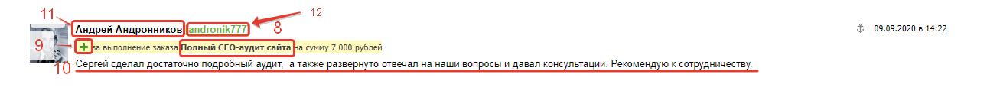 11 12
Андрей Андронников andronik777 8 09.09.2020 в 14:22
9 + за выполнение заказа Полный СЕО-аудит сайта на сумму 7 000 рублей
10 Сергей сделал достаточно подробный аудит, а также развернуто отвечал на наши вопросы и давал консультации. Рекомендую к сотрудничеству.